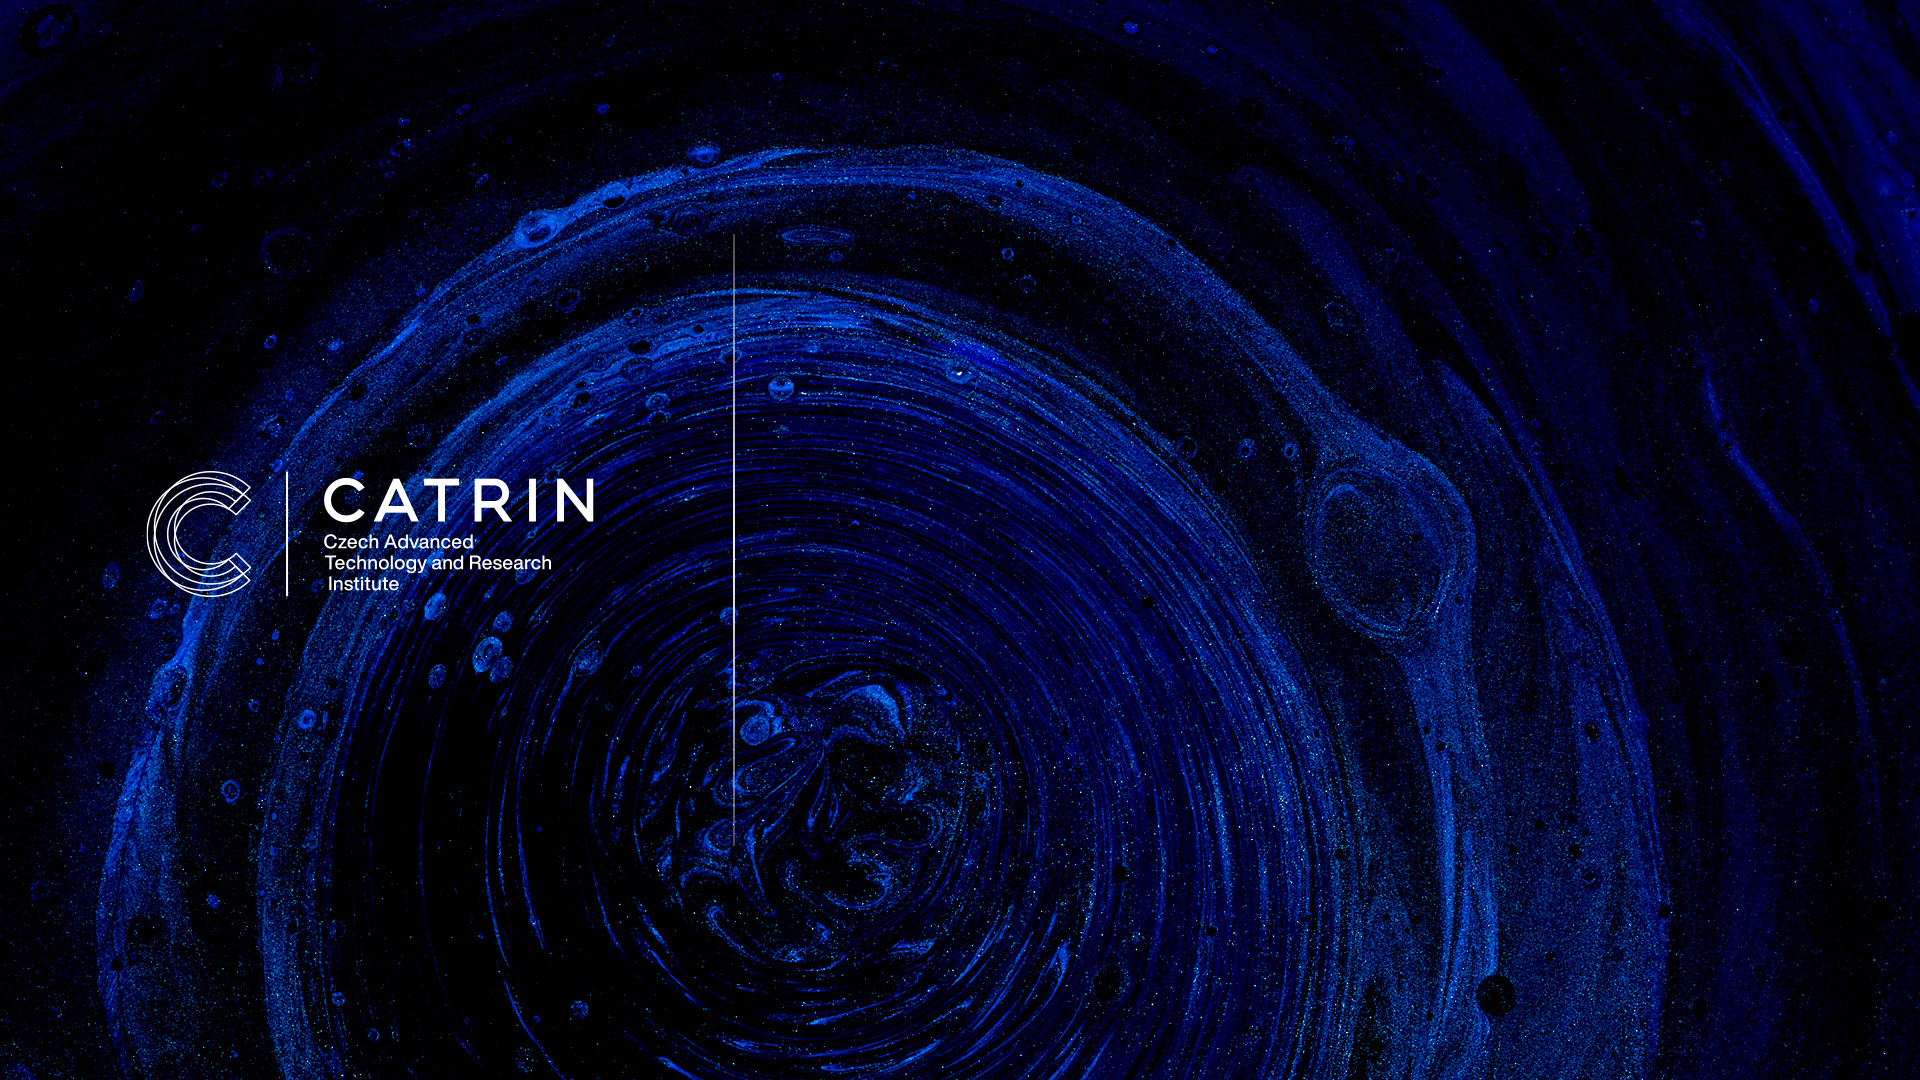 CATRIN
Czech Advanced
Technology and Research
Institute